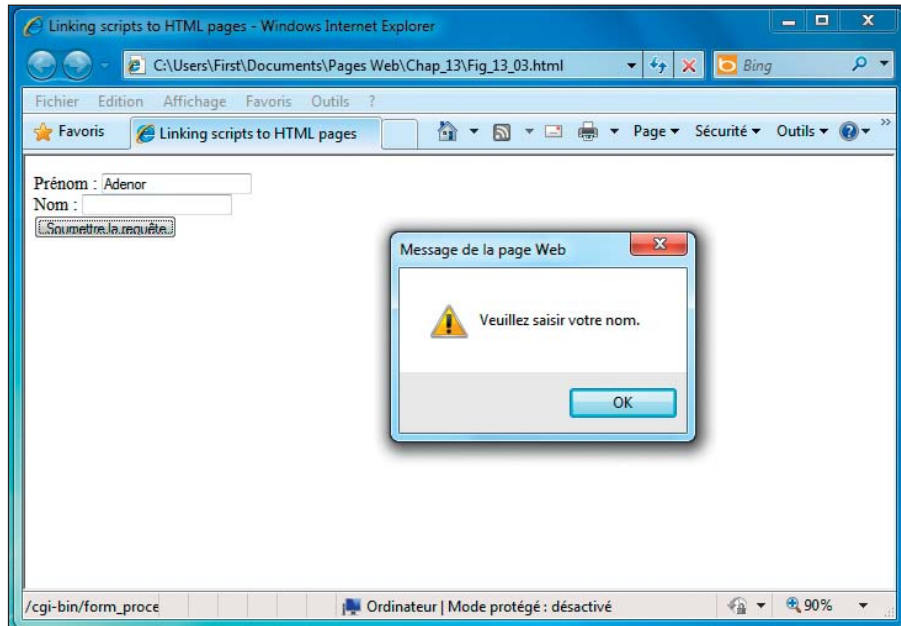 Linking scripts to HTML pages - Windows Internet Explorer
C:\Users\First\Documents\Pages Web\Chap_13\Fig_13_03.html
Bing
Fichier Edition Affichage Favoris Outils ?
Favoris
Linking scripts to HTML pages
Page
Sécurité
Outils
Prénom : Adenor
Nom :
Soumettre la requête
Message de la page Web
Veuillez saisir votre nom.
OK
/cgi-bin/form_proce
Ordinateur | Mode protégé : désactivé
90%